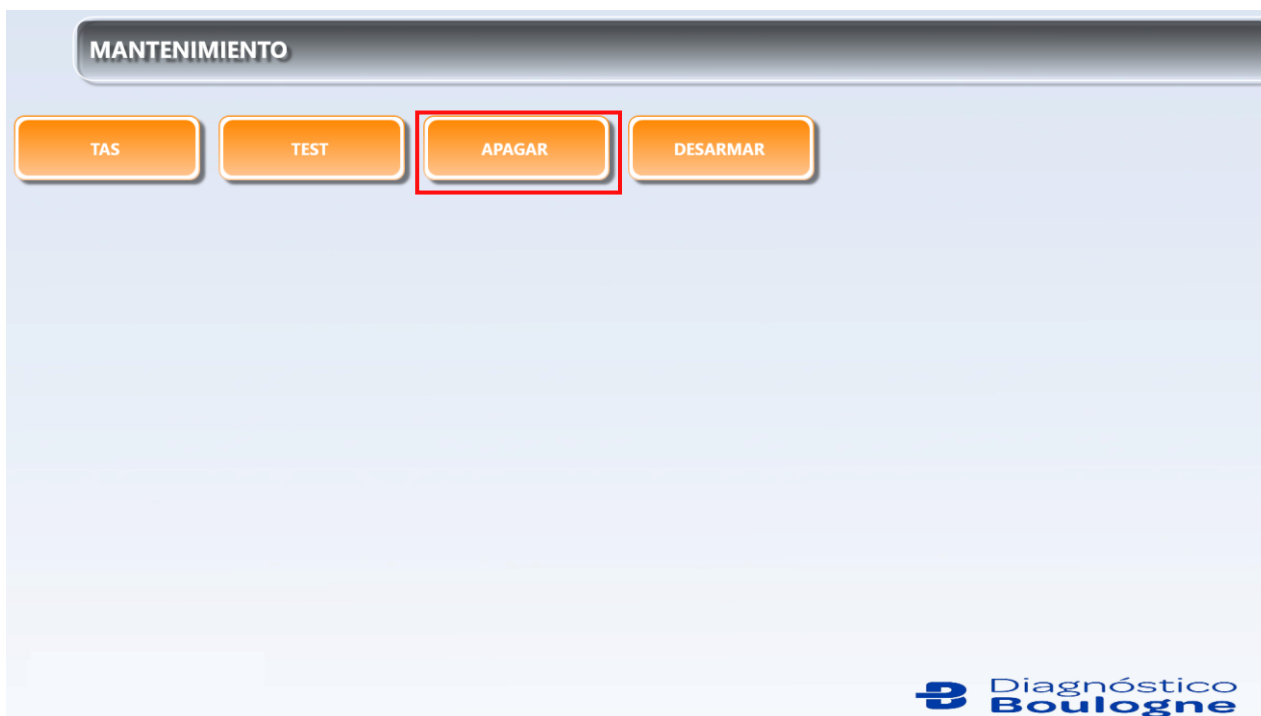 MANTENIMIENTO
TAS TEST APAGAR DESARMAR
Diagnóstico
Boulogne